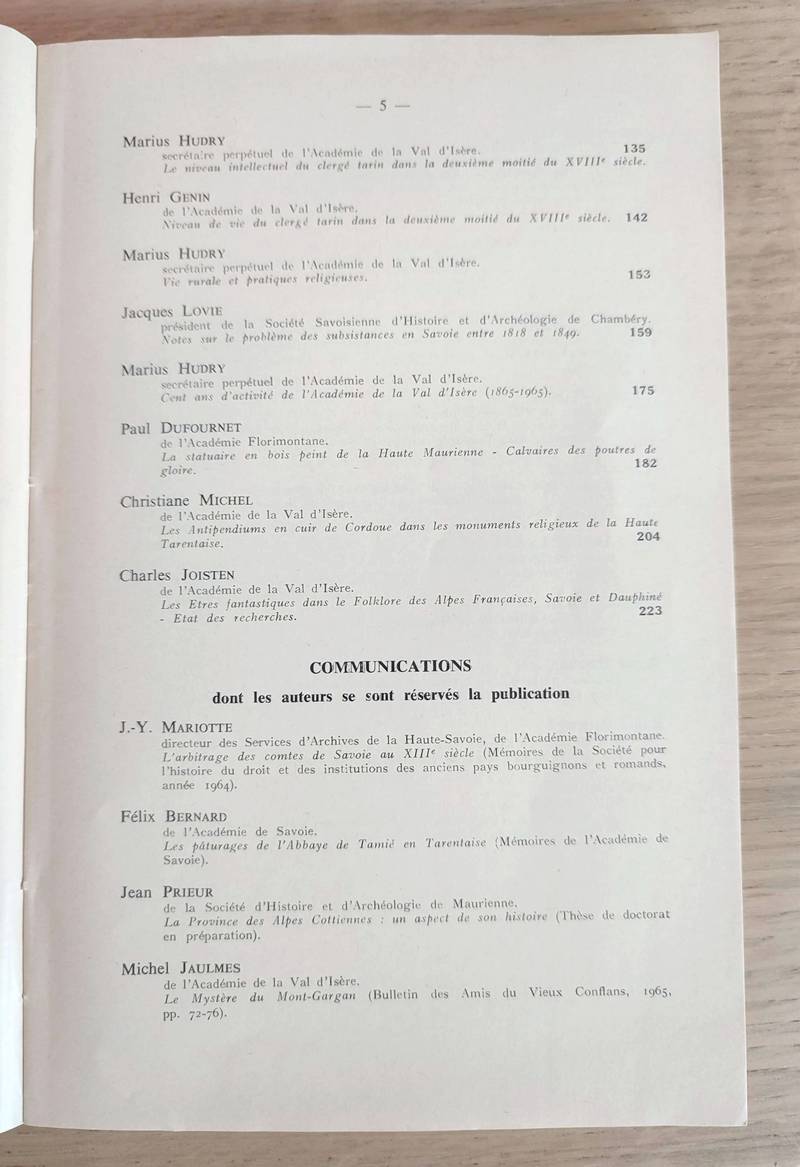 — 5 —
Marius HUDRY
secrétaire perpétuel de l'Académie de la Val d'Isère. 135
Le niveau intellectuel du clergé tarin dans la deuxième moitié du XVIIIe siècle.
Henri GENIN
de l'Académie de la Val d'Isère.
Niveau de vie du clergé tarin dans la deuxième moitié du XVIIIe siècle. 142
Marius HUDRY
secrétaire perpétuel de l'Académie de la Val d'Isère.
Vie rurale et pratiques religieuses. 153
Jacques LOVIE
président de la Société Savoisienne d'Histoire et d'Archéologie de Chambéry.
Notes sur le problème des subsistances en Savoie entre 1818 et 1849. 159
Marius HUDRY
secrétaire perpétuel de l'Académie de la Val d'Isère.
Cent ans d'activité de l'Académie de la Val d'Isère (1865-1965). 175
Paul DUFOURNET
de l'Académie Florimontane.
La statuaire en bois peint de la Haute Maurienne - Calvaires des poutres de
gloire. 182
Christiane MICHEL
de l'Académie de la Val d'Isère.
Les Antipendiums en cuir de Cordoue dans les monuments religieux de la Haute
Tarentaise. 204
Charles JOISTEN
de l'Académie de la Val d'Isère.
Les Etres fantastiques dans le Folklore des Alpes Françaises, Savoie et Dauphiné
- Etat des recherches. 223
COMMUNICATIONS
dont les auteurs se sont réservés la publication
J.-Y. MARIOTTE
directeur des Services d'Archives de la Haute-Savoie, de l'Académie Florimontane.
L'arbitrage des comtes de Savoie au XIIIe siècle (Mémoires de la Société pour
l'histoire du droit et des institutions des anciens pays bourguignons et romands,
année 1964).
Félix BERNARD
de l'Académie de Savoie.
Les pâturages de l'Abbaye de Tamié en Tarentaise (Mémoires de l'Académie de
Savoie).
Jean PRIEUR
de la Société d'Histoire et d'Archéologie de Maurienne.
La Province des Alpes Cottiennes : un aspect de son histoire (Thèse de doctorat
en préparation).
Michel JAULMES
de l'Académie de la Val d'Isère.
Le Mystère du Mont-Gargan (Bulletin des Amis du Vieux Conflans, 1965,
pp. 72-76).